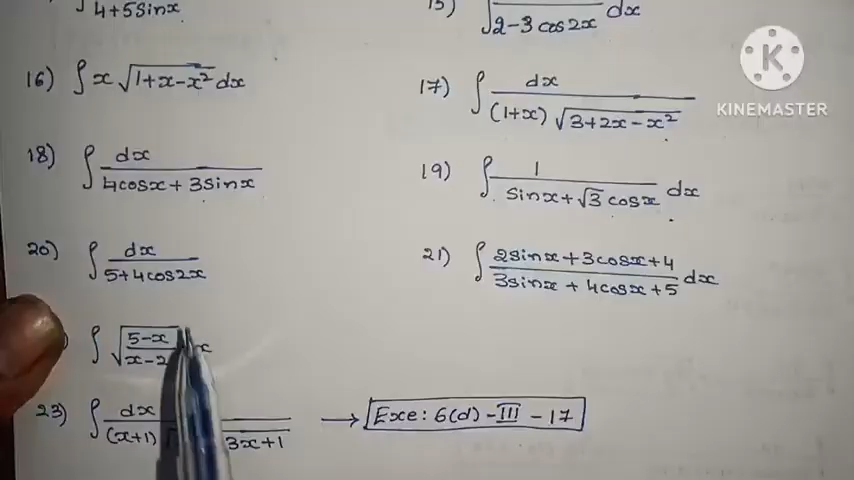 ∫ 4+5sinx
15) √2-3cos2x dx
16) ∫ x √1+x-x² dx
17) ∫ dx / (1+x) √3+2x-x²
KINEMASTER
18) ∫ dx / 4cosx+3sinx
19) ∫ 1 / sinx+√3 cosx dx
20) ∫ dx / 5+4cos2x
21) ∫ 2sinx+3cosx+4 / 3sinx+4cosx+5 dx
) ∫ √5-x / x-2 x
23) ∫ dx / (x+1) 3x+1 → Exe: 6(d)-III-17